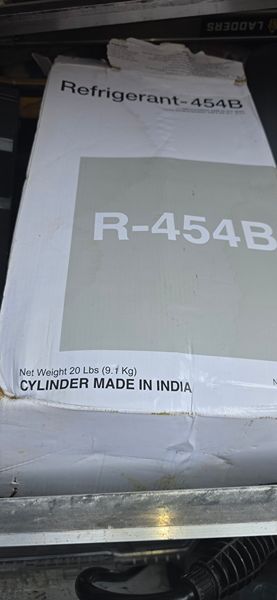 LADDERS
Refrigerant-454B
R-454B
Net Weight 20 Lbs (9.1 Kg)
CYLINDER MADE IN INDIA
N